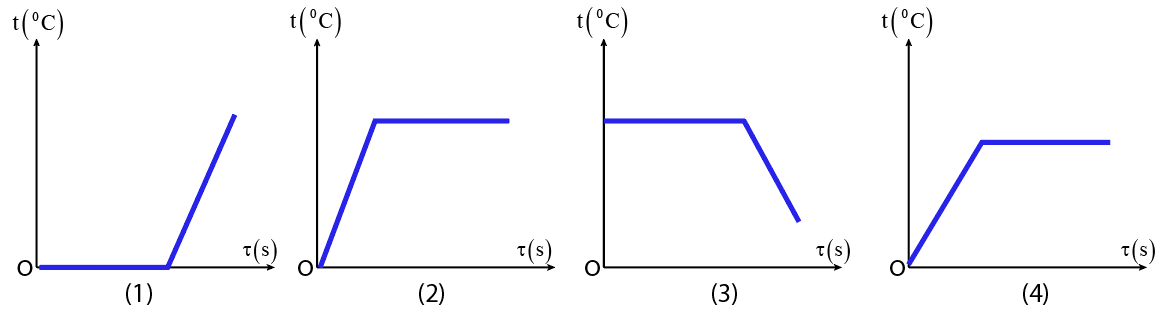 t(⁰C) t(⁰C) t(⁰C) t(⁰C)
τ(s) τ(s) τ(s) τ(s)
O O O O
(1) (2) (3) (4)